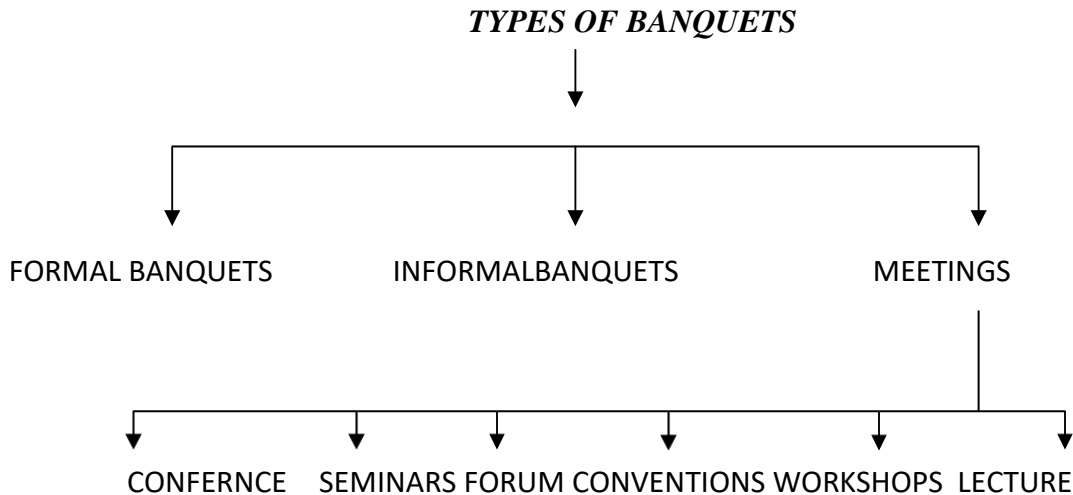 TYPES OF BANQUETS
FORMAL BANQUETS INFORMALBANQUETS MEETINGS
CONFERNCE SEMINARS FORUM CONVENTIONS WORKSHOPS LECTURE